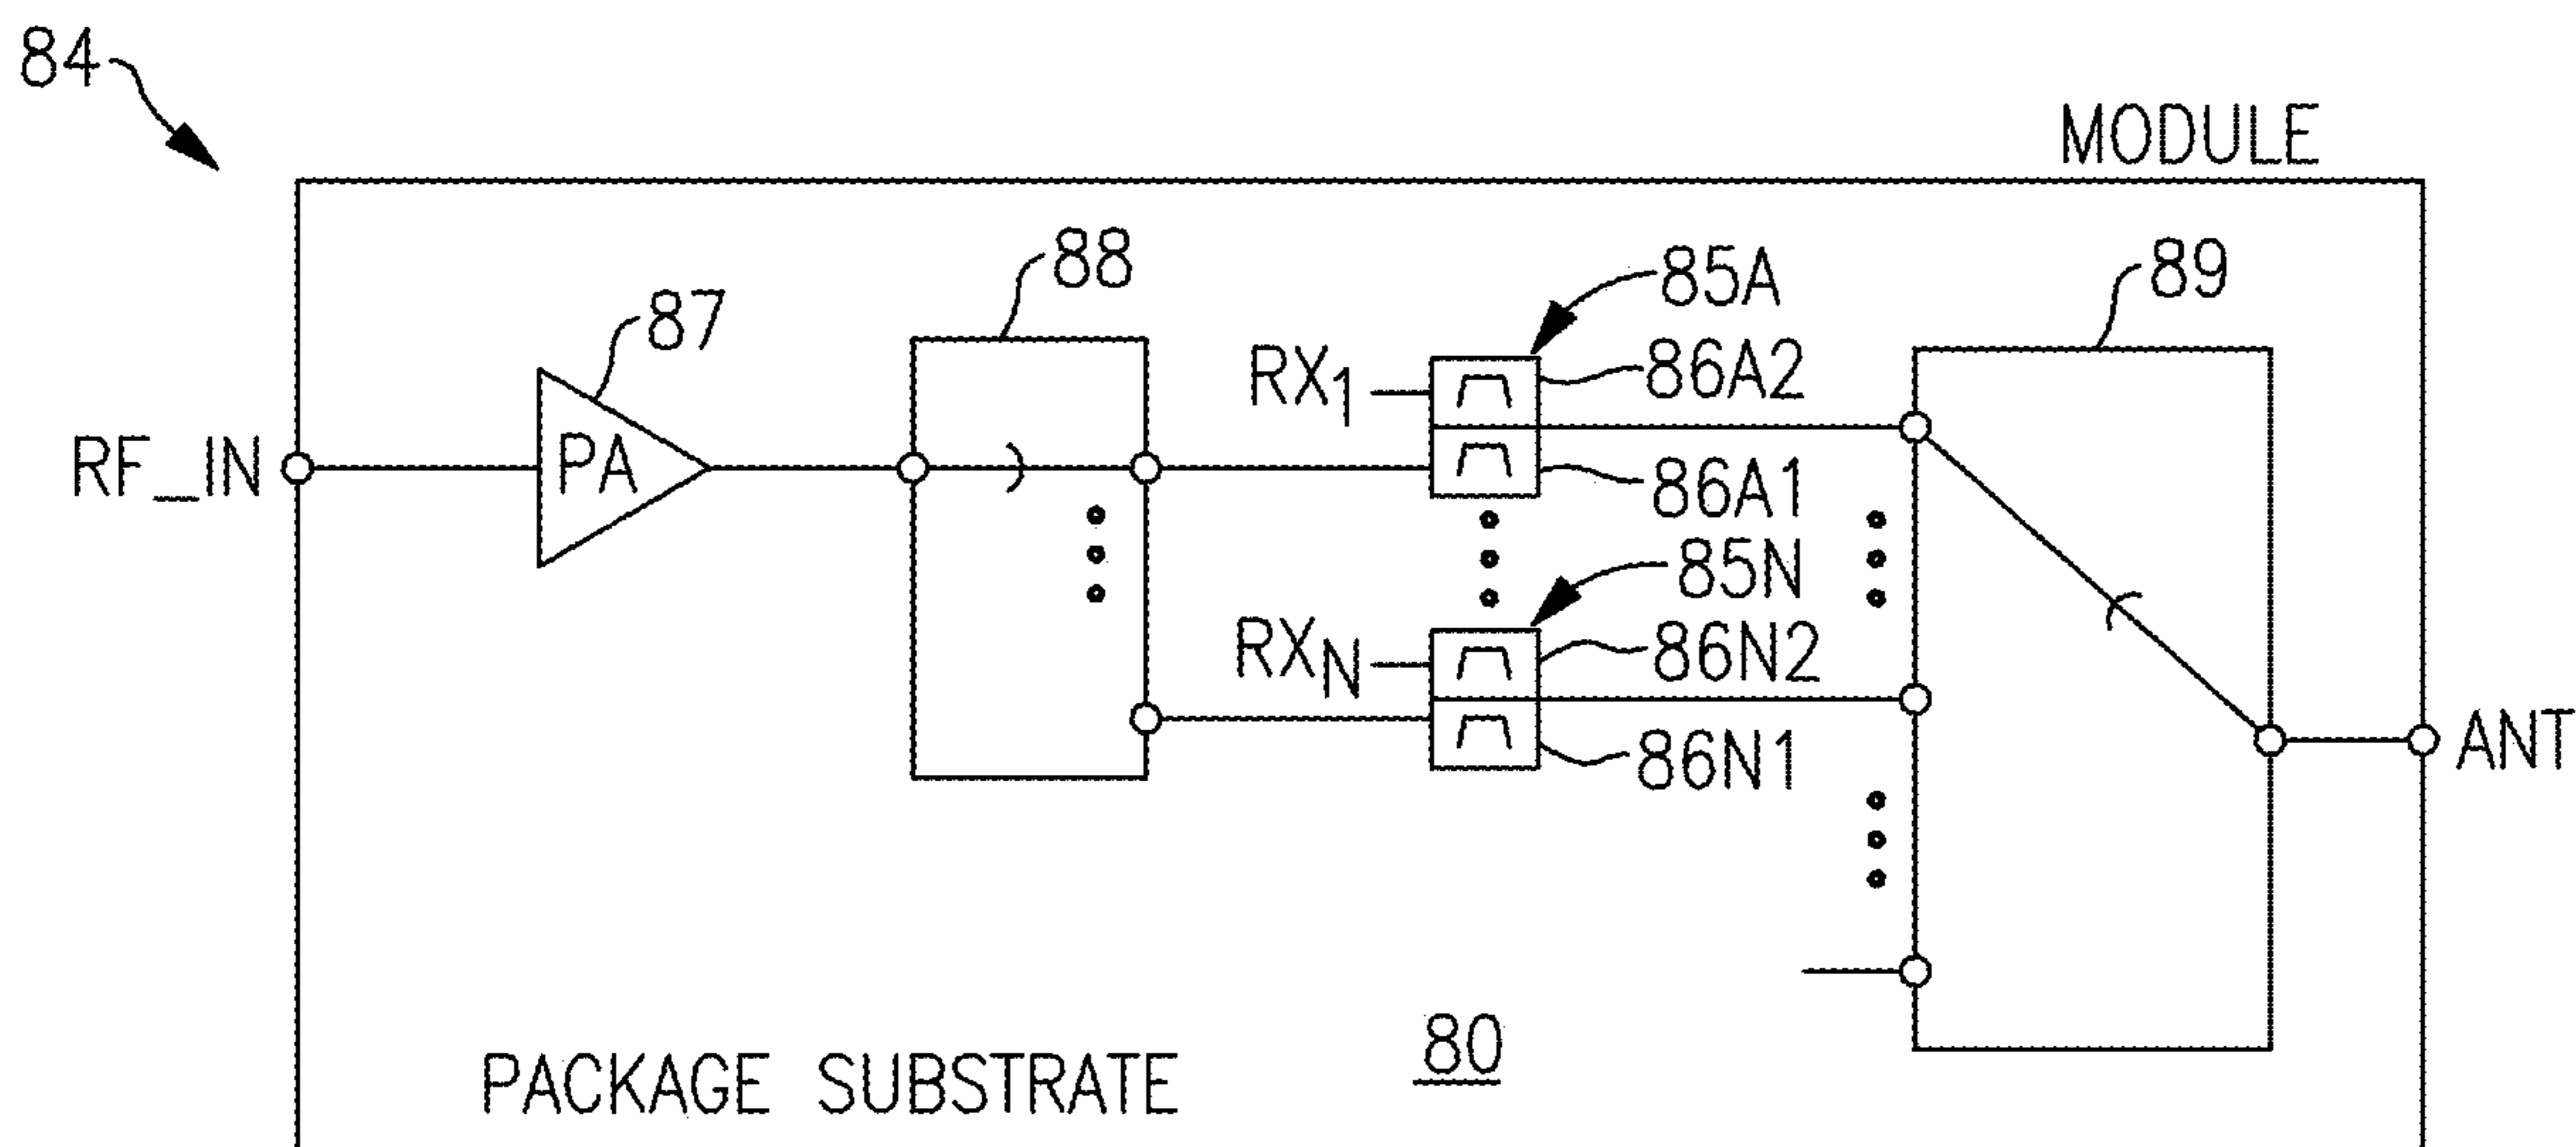 84
MODULE
88
89
85A
87
RX1
86A2
RF_IN
PA
86A1
85N
RXN
86N2
86N1
ANT
80
PACKAGE SUBSTRATE